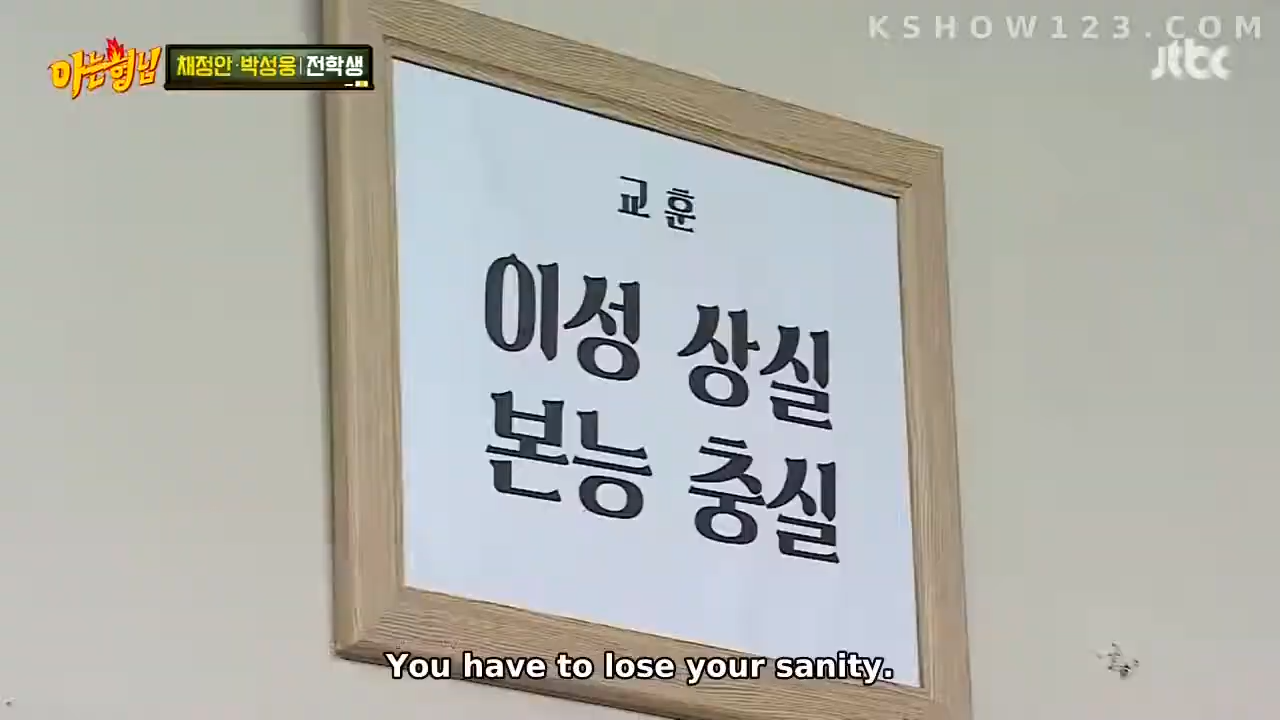 KSHOW123.COM
아는형님
채정안·박성웅|전학생
jtbc
교훈
이성 상실
본능 충실
You have to lose your sanity.